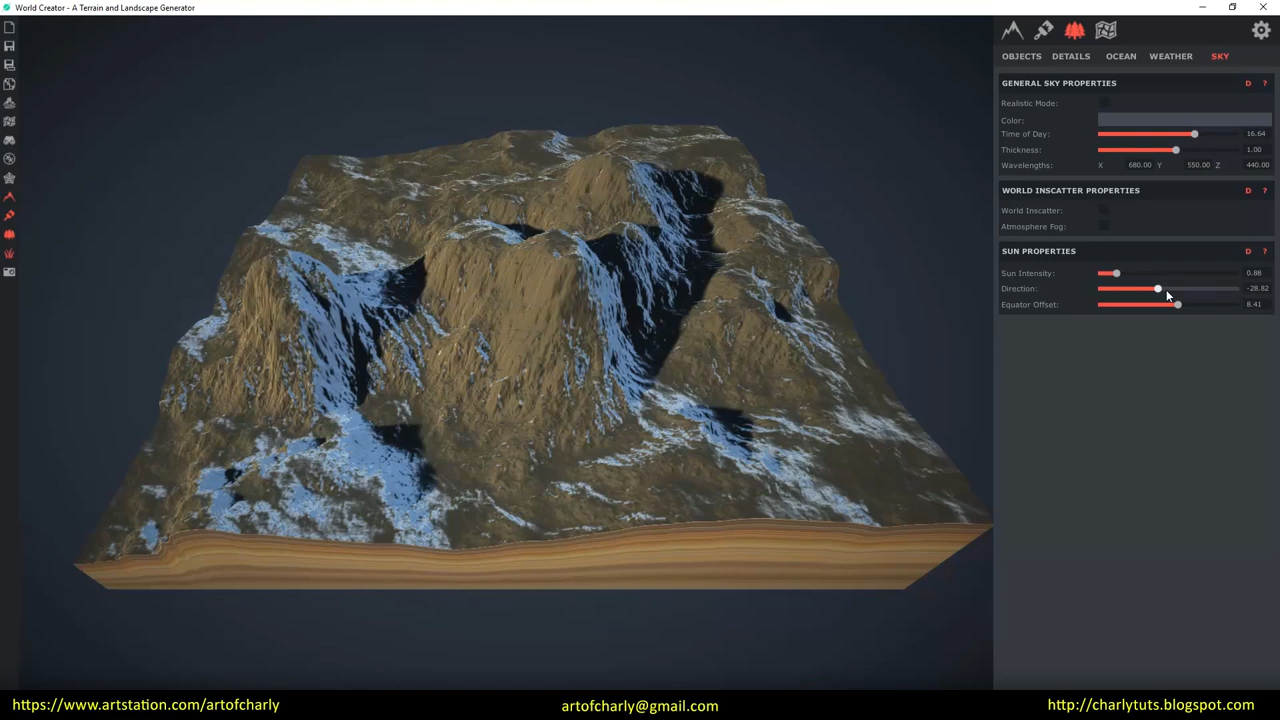 World Creator - A Terrain and Landscape Generator
OBJECTS DETAILS OCEAN WEATHER SKY
GENERAL SKY PROPERTIES D ?
Realistic Mode:
Color:
Time of Day: 16.64
Thickness: 1.00
Wavelengths: X 680.00 Y 550.00 Z 440.00
WORLD INSCATTER PROPERTIES D ?
World Inscatter:
Atmosphere Fog:
SUN PROPERTIES D ?
Sun Intensity: 0.88
Direction: -28.82
Equator Offset: 8.41
https://www.artstation.com/artofcharly artofcharly@gmail.com http://charlytuts.blogspot.com